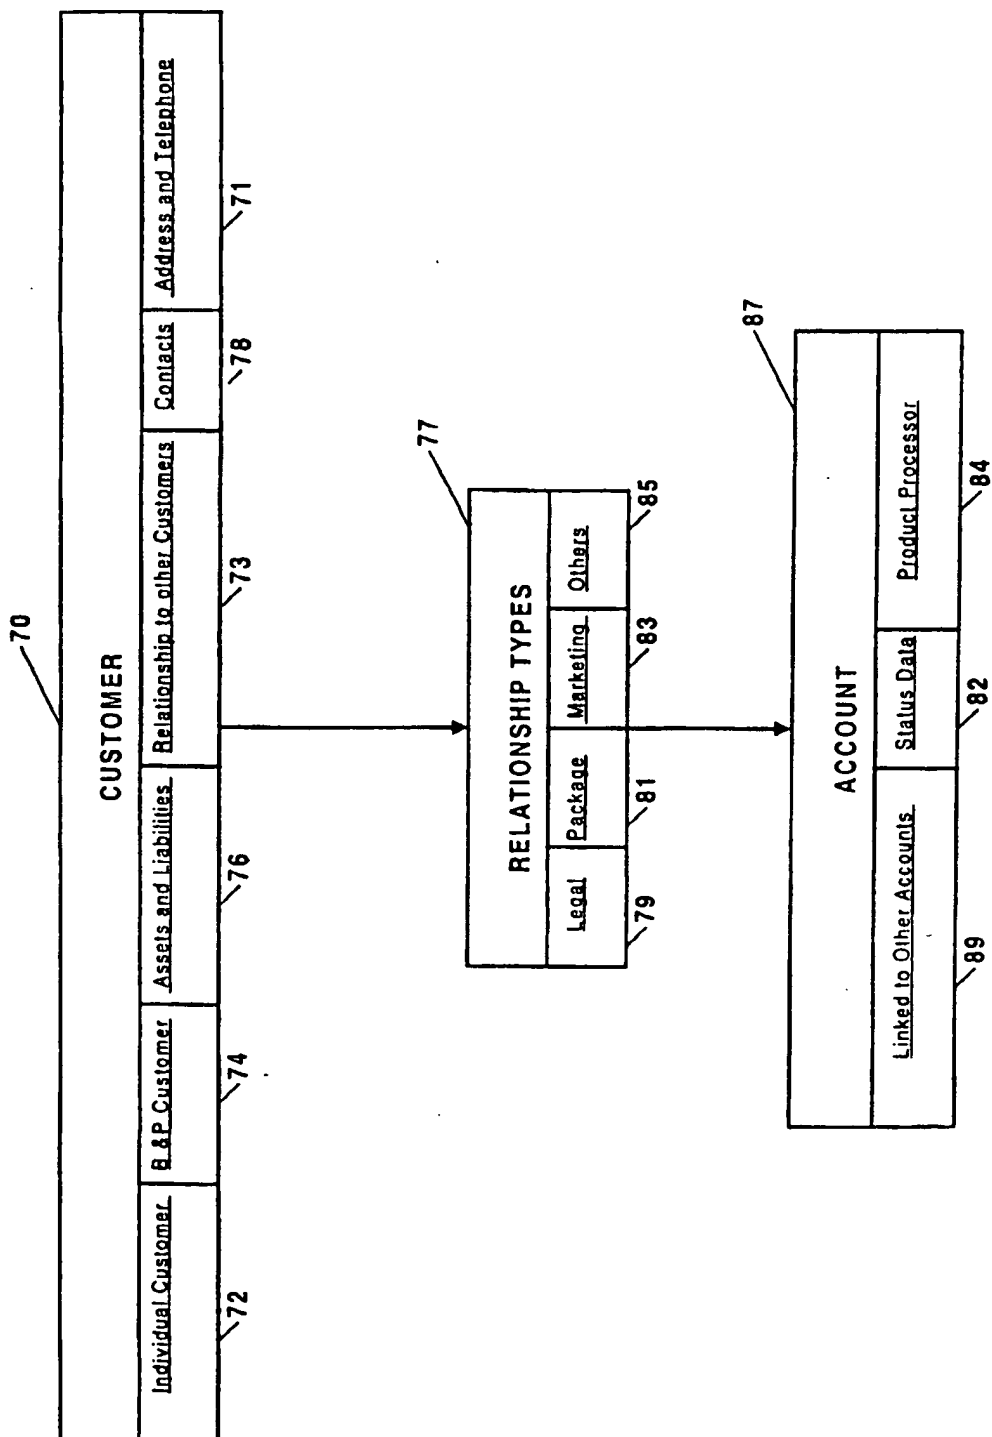 70
CUSTOMER
Individual Customer
B &P Customer
Assets and Liabilities
Relationship to other Customers
Contacts
Address and Telephone
72
74
76
73
78
71
77
RELATIONSHIP TYPES
Legal
Package
Marketing
Others
79
81
83
85
87
ACCOUNT
Linked to Other Accounts
Status Data
Product Processor
89
82
84